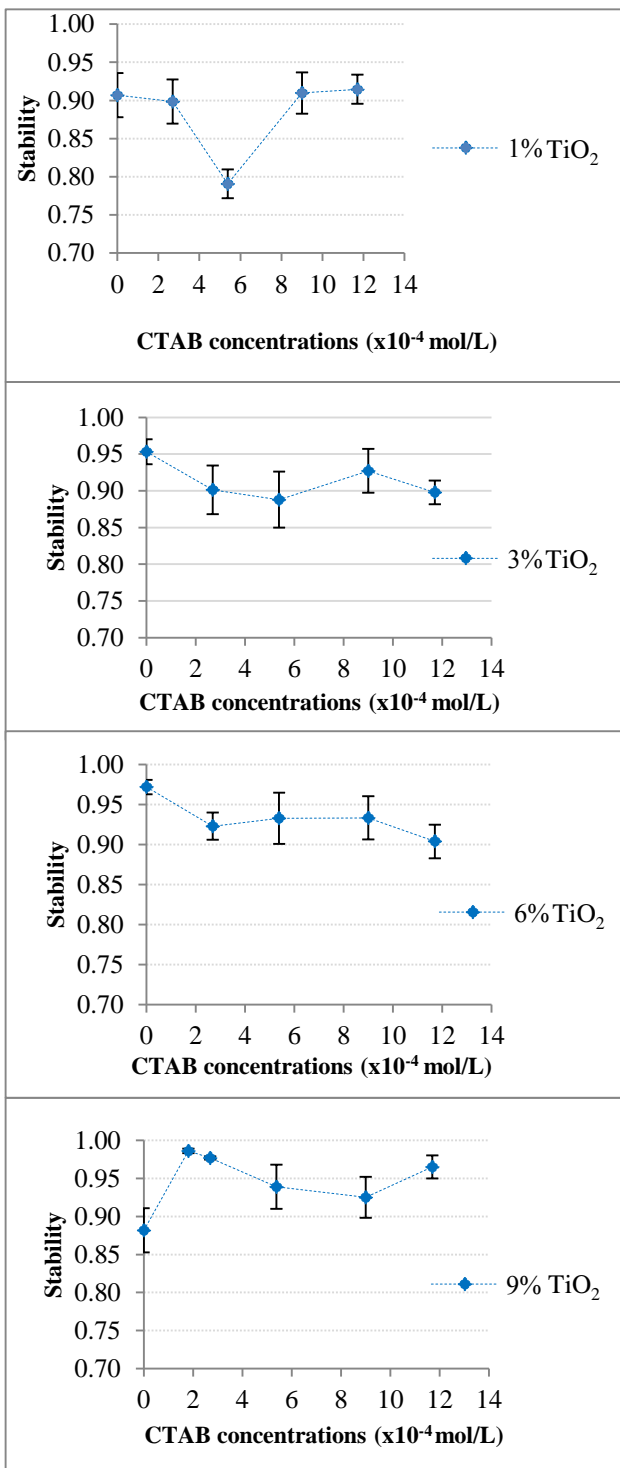 1.00
0.95
0.90
0.85
0.80
0.75
0.70
Stability
0 2 4 6 8 10 12 14
CTAB concentrations (x10⁻⁴ mol/L)
1% TiO₂
1.00
0.95
0.90
0.85
0.80
0.75
0.70
Stability
0 2 4 6 8 10 12 14
CTAB concentrations (x10⁻⁴ mol/L)
3% TiO₂
1.00
0.95
0.90
0.85
0.80
0.75
0.70
Stability
0 2 4 6 8 10 12 14
CTAB concentrations (x10⁻⁴ mol/L)
6% TiO₂
1.00
0.95
0.90
0.85
0.80
0.75
0.70
Stability
0 2 4 6 8 10 12 14
CTAB concentrations (x10⁻⁴ mol/L)
9% TiO₂